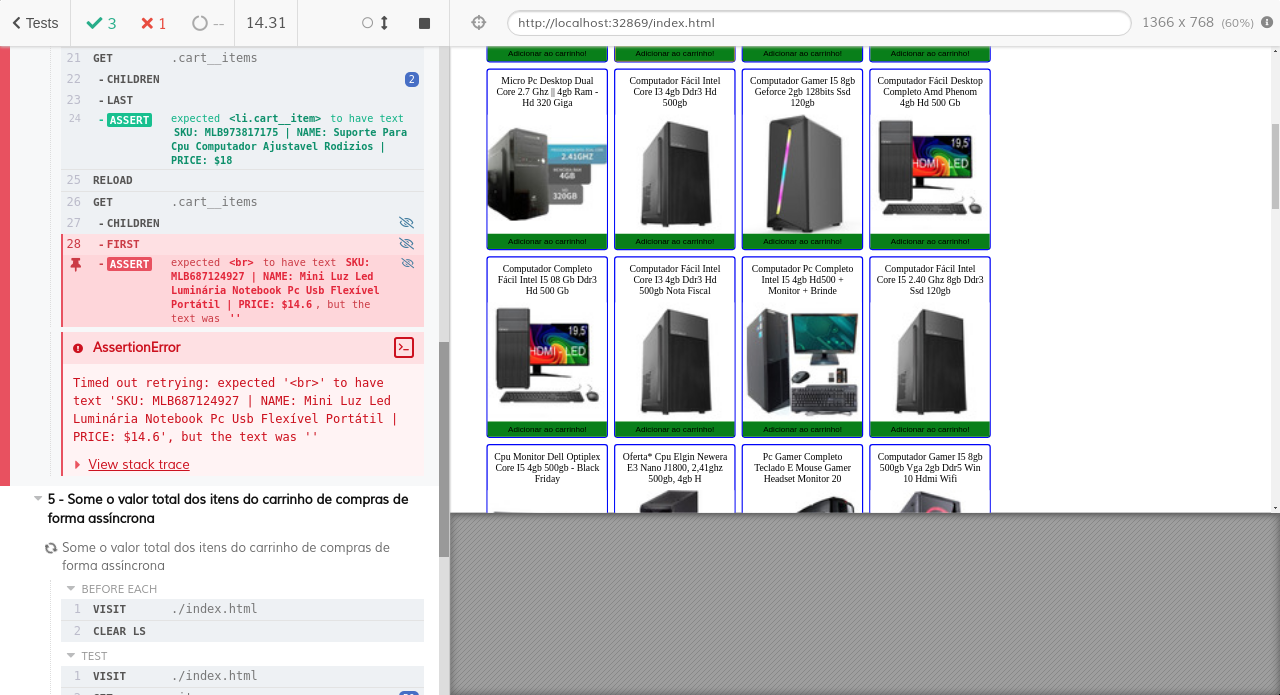 Tests
3
1
--
14.31
http://localhost:32869/index.html
1366 x 768 (60%)
21 GET .cart__items
22 - CHILDREN 2
23 - LAST
24 - ASSERT expected <li.cart__item> to have text
SKU: MLB973817175 | NAME: Suporte Para
Cpu Computador Ajustavel Rodizios |
PRICE: $18
25 RELOAD
26 GET .cart__items
27 - CHILDREN
28 - FIRST
- ASSERT expected <br> to have text SKU:
MLB687124927 | NAME: Mini Luz Led
Luminária Notebook Pc Usb Flexível
Portátil | PRICE: $14.6 , but the
text was ''
AssertionError
Timed out retrying: expected '<br>' to have
text 'SKU: MLB687124927 | NAME: Mini Luz Led
Luminária Notebook Pc Usb Flexível Portátil |
PRICE: $14.6', but the text was ''
View stack trace
5 - Some o valor total dos itens do carrinho de compras de
forma assíncrona
Some o valor total dos itens do carrinho de compras de
forma assíncrona
BEFORE EACH
1 VISIT ./index.html
2 CLEAR LS
TEST
1 VISIT ./index.html
Adicionar ao carrinho!
Adicionar ao carrinho!
Adicionar ao carrinho!
Adicionar ao carrinho!
Micro Pc Desktop Dual
Core 2.7 Ghz || 4gb Ram -
Hd 320 Giga
2.41GHZ
4GB
320GB
Adicionar ao carrinho!
Computador Fácil Intel
Core I3 4gb Ddr3 Hd
500gb
Adicionar ao carrinho!
Computador Gamer I5 8gb
Geforce 2gb 128bits Ssd
120gb
Adicionar ao carrinho!
Computador Fácil Desktop
Completo Amd Phenom
4gb Hd 500 Gb
19,5'
HDMI - LED
Adicionar ao carrinho!
Computador Completo
Fácil Intel I5 08 Gb Ddr3
Hd 500 Gb
19,5'
HDMI - LED
Adicionar ao carrinho!
Computador Fácil Intel
Core I3 4gb Ddr3 Hd
500gb Nota Fiscal
Adicionar ao carrinho!
Computador Pc Completo
Intel I5 4gb Hd500 +
Monitor + Brinde
Adicionar ao carrinho!
Computador Fácil Intel
Core I5 2.40 Ghz 8gb Ddr3
Ssd 120gb
Adicionar ao carrinho!
Cpu Monitor Dell Optiplex
Core I5 4gb 500gb - Black
Friday
Oferta* Cpu Elgin Newera
E3 Nano J1800, 2,41ghz
500gb, 4gb H
Pc Gamer Completo
Teclado E Mouse Gamer
Headset Monitor 20
Computador Gamer I5 8gb
500gb Vga 2gb Ddr5 Win
10 Hdmi Wifi